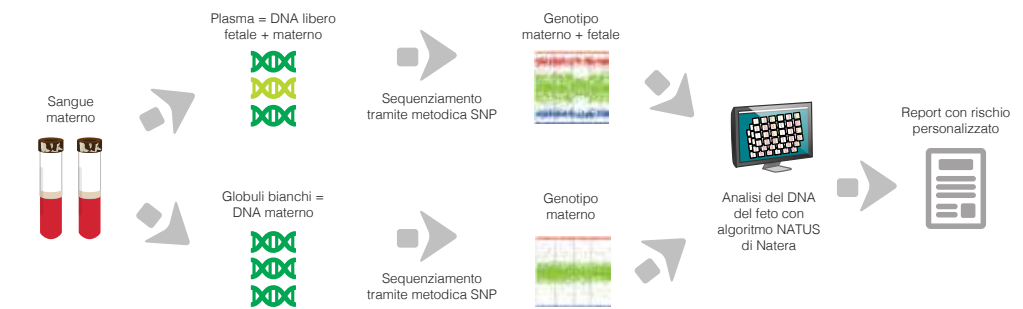 Sangue
materno
Plasma = DNA libero
fetale + materno
Sequenziamento
tramite metodica SNP
Genotipo
materno + fetale
Globuli bianchi =
DNA materno
Sequenziamento
tramite metodica SNP
Genotipo
materno
Analisi del DNA
del feto con
algoritmo NATUS
di Natera
Report con rischio
personalizzato